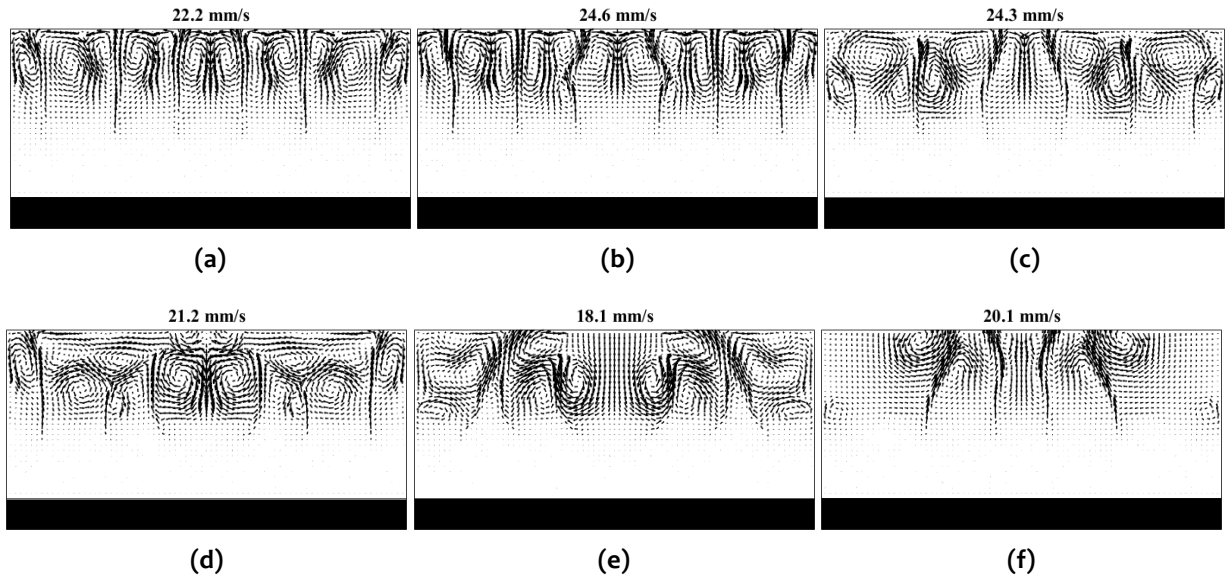 22.2 mm/s
24.6 mm/s
24.3 mm/s
(a)
(b)
(c)
21.2 mm/s
18.1 mm/s
20.1 mm/s
(d)
(e)
(f)